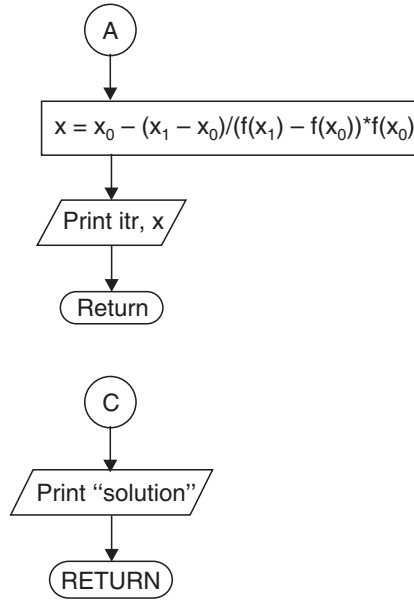 A
x = x₀ – (x₁ – x₀)/(f(x₁) – f(x₀))*f(x₀)
Print itr, x
Return
C
Print ‘‘solution’’
RETURN